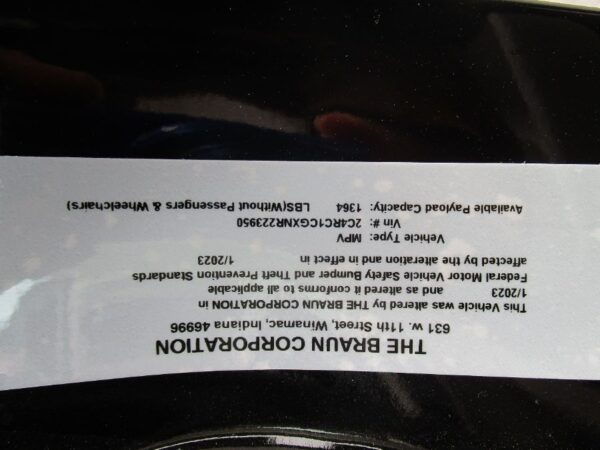 THE BRAUN CORPORATION
631 w. 11th Street, Winamac, Indiana 46996
This Vehicle was altered by THE BRAUN CORPORATION in
1/2023 and as altered it conforms to all applicable
Federal Motor Vehicle Safety Bumper and Theft Prevention Standards
affected by the alteration and in effect in 1/2023
Vehicle Type: MPV
Vin #: 2C4RC1CGXNR223950
Available Payload Capacity: 1364 LBS(Without Passengers & Wheelchairs)